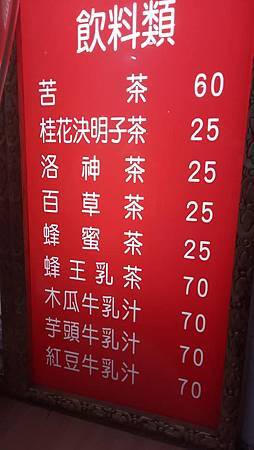 飲料類
苦茶 60
桂花決明子茶 25
洛神茶 25
百草茶 25
蜂蜜茶 25
蜂王乳茶 70
木瓜牛乳汁 70
芋頭牛乳汁 70
紅豆牛乳汁 70